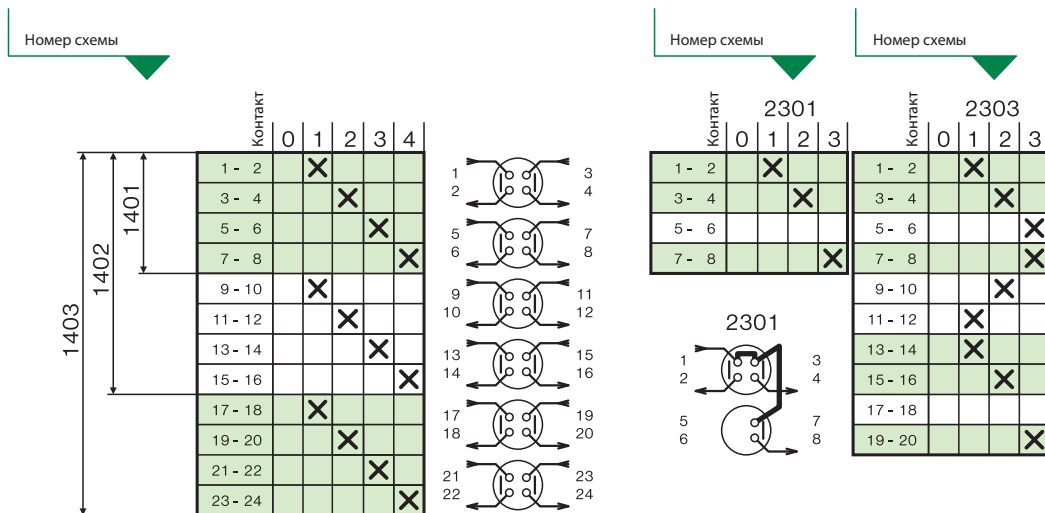 Номер схемы
Контакт 0 1 2 3 4
1 - 2
3 - 4
5 - 6
7 - 8
9 - 10
11 - 12
13 - 14
15 - 16
17 - 18
19 - 20
21 - 22
23 - 24
1401
1402
1403
1 3
2 4
5 7
6 8
9 11
10 12
13 15
14 16
17 19
18 20
21 23
22 24
Номер схемы
2301
Контакт 0 1 2 3
1 - 2
3 - 4
5 - 6
7 - 8
2301
1 3
2 4
5 7
6 8
Номер схемы
2303
Контакт 0 1 2 3
1 - 2
3 - 4
5 - 6
7 - 8
9 - 10
11 - 12
13 - 14
15 - 16
17 - 18
19 - 20